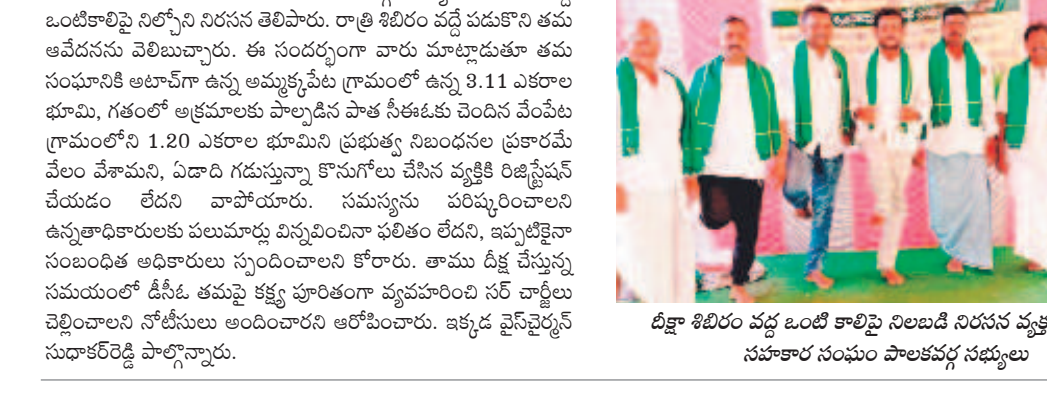 ఒంటికాలిపై నిల్చోని నిరసన తెలిపారు. రాత్రి శిబిరం వద్దే పడుకొని తమ
ఆవేదనను వెలిబుచ్చారు. ఈ సందర్భంగా వారు మాట్లాడుతూ తమ
సంఘానికి అటాచ్‌గా ఉన్న అమ్మక్కపేట గ్రామంలో ఉన్న 3.11 ఎకరాల
భూమి, గతంలో అక్రమాలకు పాల్పడిన పాత సీఈఓకు చెందిన వేంపేట
గ్రామంలోని 1.20 ఎకరాల భూమిని ప్రభుత్వ నిబంధనల ప్రకారమే
వేలం వేశామని, ఏడాది గడుస్తున్నా కొనుగోలు చేసిన వ్యక్తికి రిజిస్ట్రేషన్
చేయడం లేదని వాపోయారు. సమస్యను పరిష్కరించాలని
ఉన్నతాధికారులకు పలుమార్లు విన్నవించినా ఫలితం లేదని, ఇప్పటికైనా
సంబంధిత అధికారులు స్పందించాలని కోరారు. తాము దీక్ష చేస్తున్న
సమయంలో డీసీఓ తమపై కక్ష్య పూరితంగా వ్యవహరించి సర్ చార్జీలు
చెల్లించాలని నోటీసులు అందించారని ఆరోపించారు. ఇక్కడ వైస్‌చైర్మన్
సుధాకర్‌రెడ్డి పాల్గొన్నారు.
దీక్షా శిబిరం వద్ద ఒంటి కాలిపై నిలబడి నిరసన
సహకార సంఘం పాలకవర్గ సభ్యులు